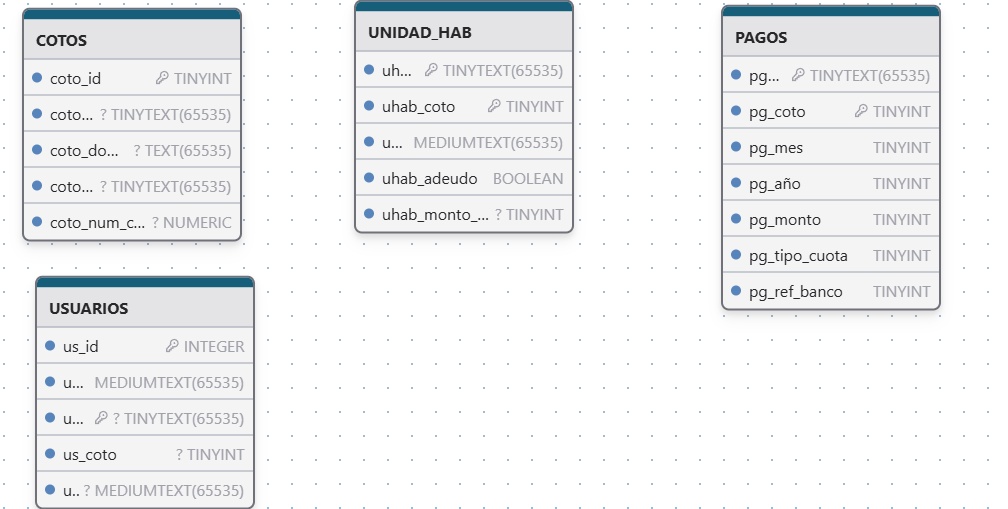 COTOS
coto_id TINYINT
coto... ? TINYTEXT(65535)
coto_do... ? TEXT(65535)
coto... ? TINYTEXT(65535)
coto_num_c... ? NUMERIC
UNIDAD_HAB
uh... TINYTEXT(65535)
uhab_coto TINYINT
u... MEDIUMTEXT(65535)
uhab_adeudo BOOLEAN
uhab_monto_... ? TINYINT
PAGOS
pg... TINYTEXT(65535)
pg_coto TINYINT
pg_mes TINYINT
pg_año TINYINT
pg_monto TINYINT
pg_tipo_cuota TINYINT
pg_ref_banco TINYINT
USUARIOS
us_id INTEGER
u... MEDIUMTEXT(65535)
u... ? TINYTEXT(65535)
us_coto ? TINYINT
u.. ? MEDIUMTEXT(65535)